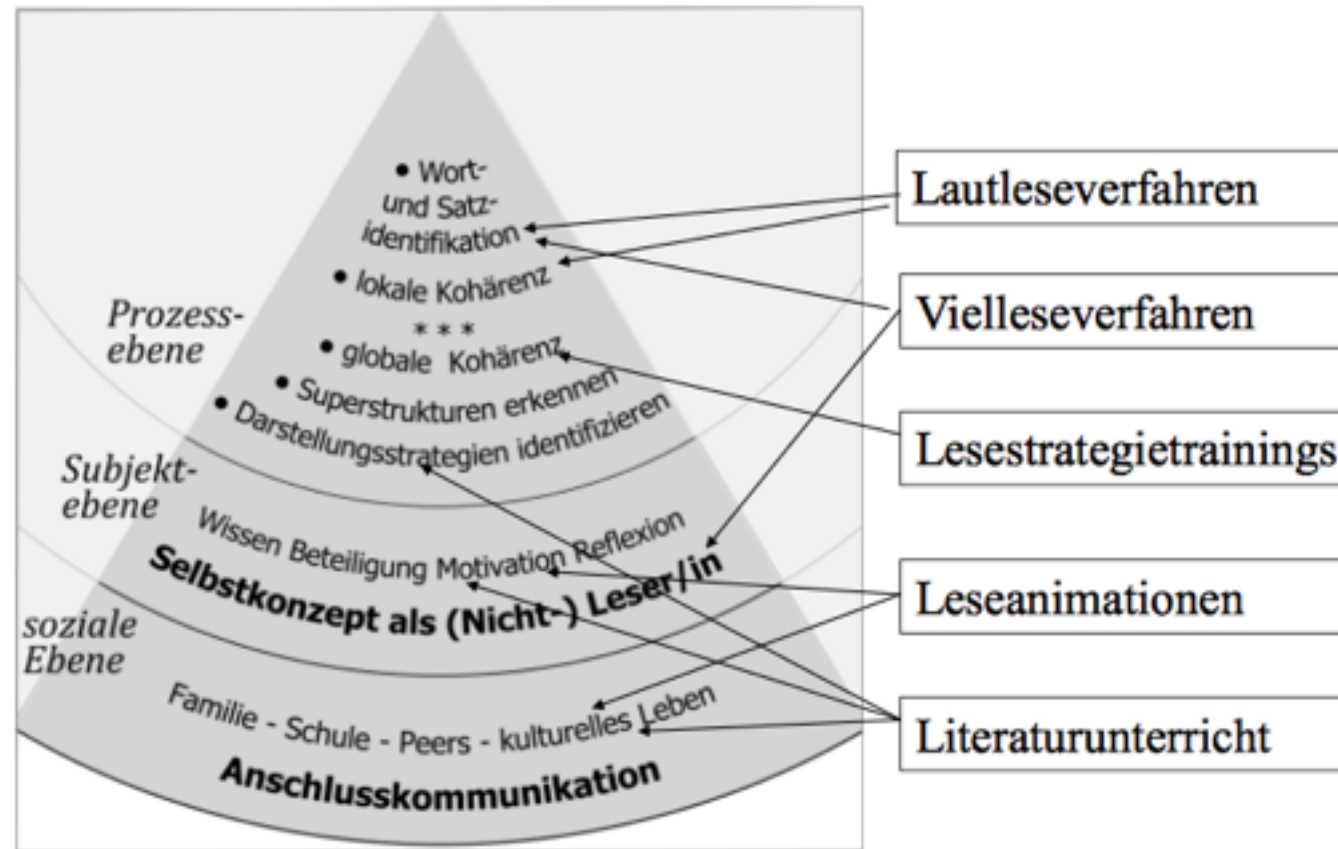 • Wort-
und Satz-
identifikation
• lokale Kohärenz
* * *
• globale Kohärenz
• Superstrukturen erkennen
• Darstellungsstrategien identifizieren
Prozess-
ebene
Subjekt-
ebene
Wissen Beteiligung Motivation Reflexion
Selbstkonzept als (Nicht-) Leser/in
soziale
Ebene
Familie - Schule - Peers - kulturelles Leben
Anschlusskommunikation
Lautleseverfahren
Vielleseverfahren
Lesestrategietrainings
Leseanimationen
Literaturunterricht